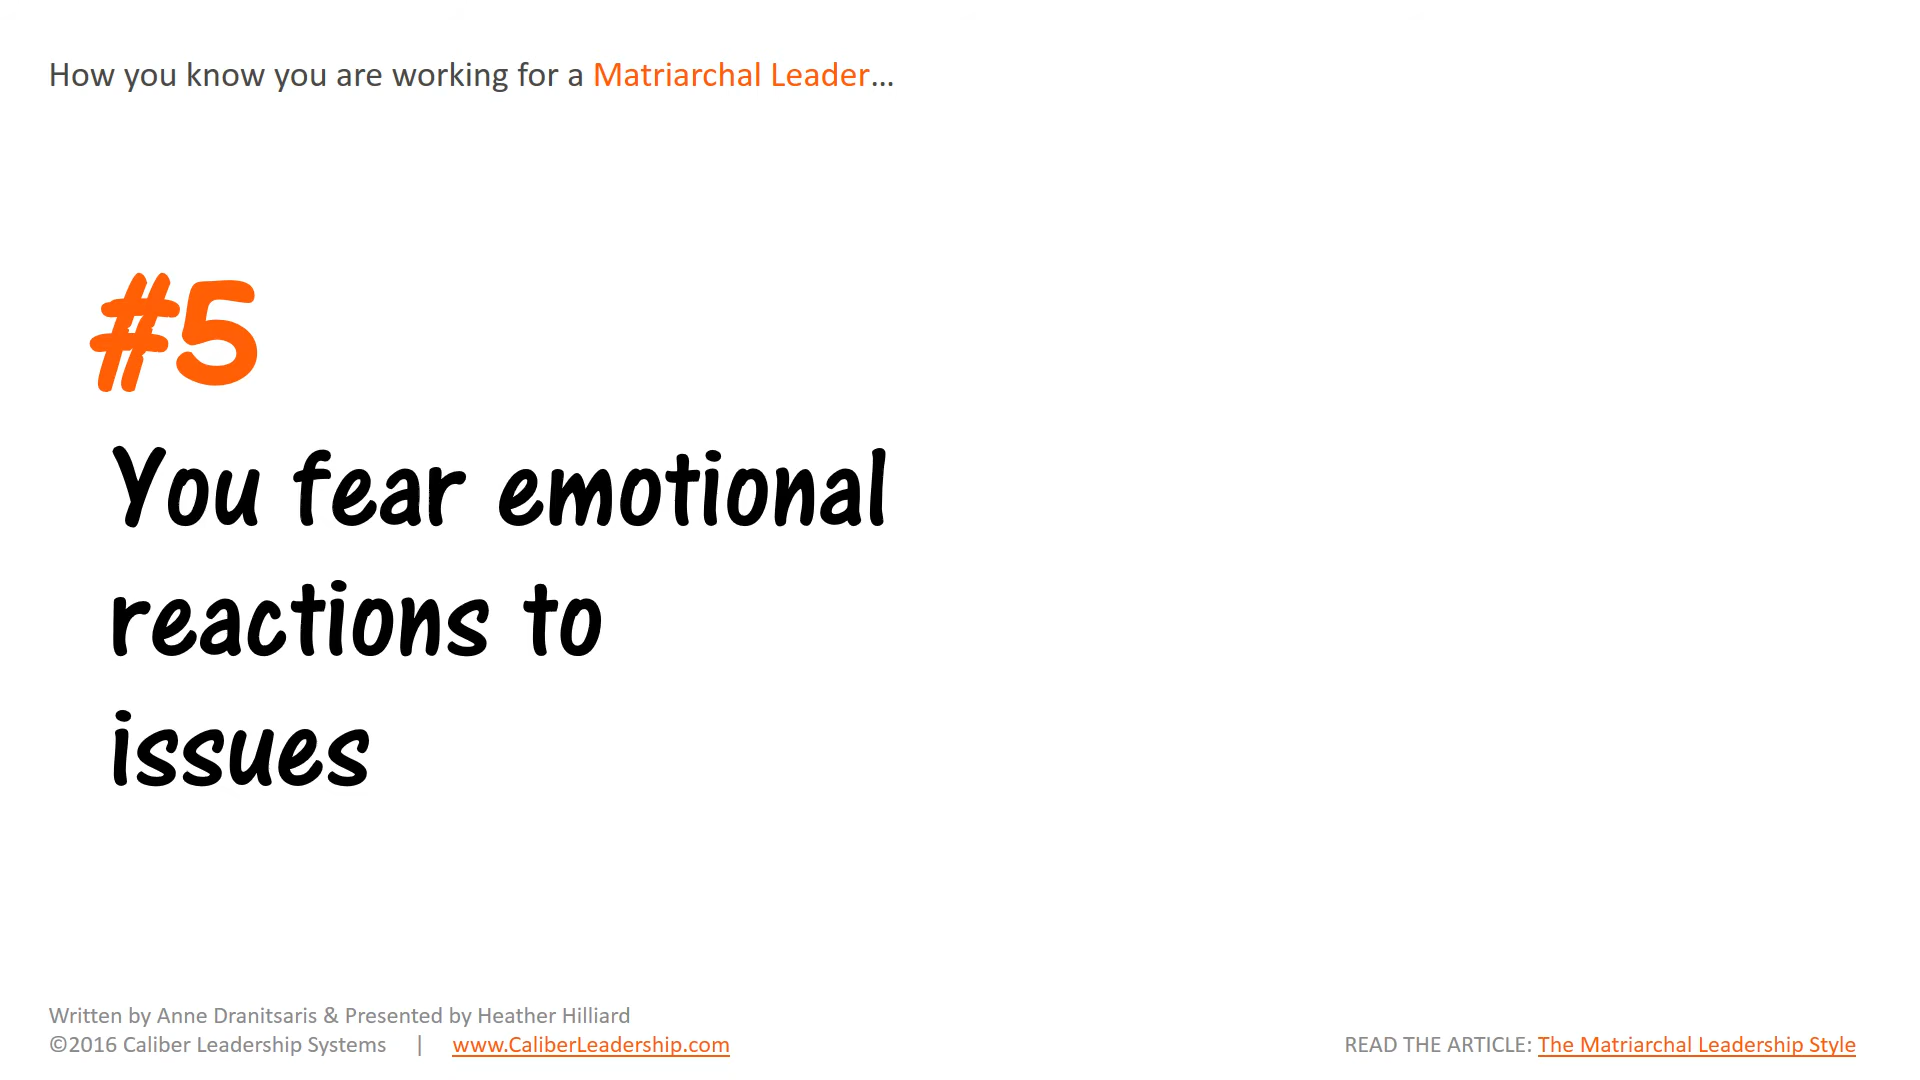 How you know you are working for a Matriarchal Leader...
#5
You fear emotional
reactions to
issues
Written by Anne Dranitsaris & Presented by Heather Hilliard
©2016 Caliber Leadership Systems | www.CaliberLeadership.com
READ THE ARTICLE: The Matriarchal Leadership Style